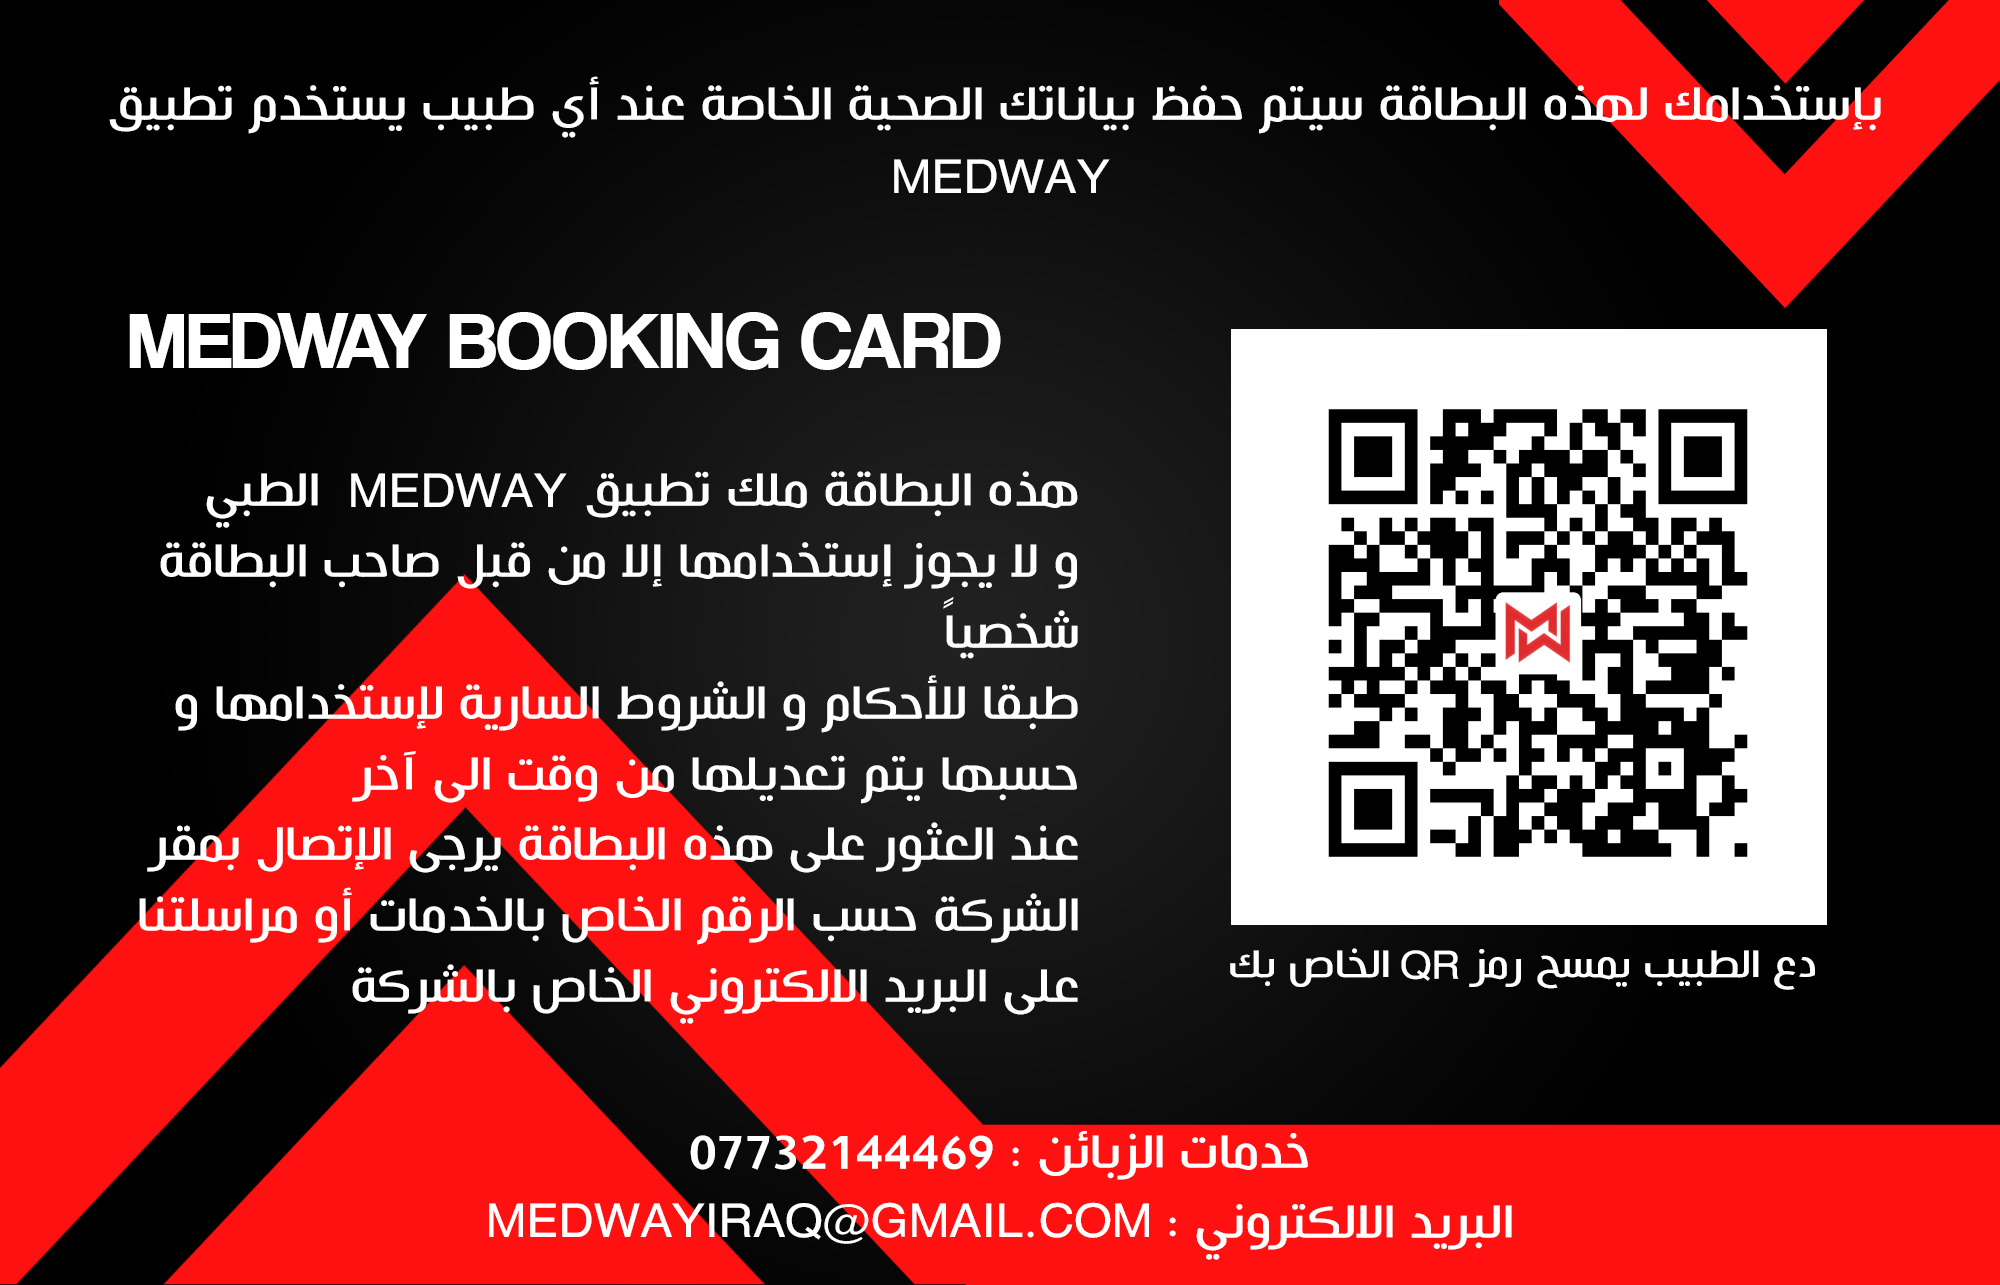 بإستخدامك لهذه البطاقة سيتم حفظ بياناتك الصحية الخاصة عند أي طبيب يستخدم تطبيق
MEDWAY
MEDWAY BOOKING CARD
هذه البطاقة ملك تطبيق MEDWAY الطبي
و لا يجوز إستخدامها إلا من قبل صاحب البطاقة
شخصياً
طبقا للأحكام و الشروط السارية لإستخدامها و
حسبها يتم تعديلها من وقت الى آخر
عند العثور على هذه البطاقة يرجى الإتصال بمقر
الشركة حسب الرقم الخاص بالخدمات أو مراسلتنا
على البريد الالكتروني الخاص بالشركة
دع الطبيب يمسح رمز QR الخاص بك
خدمات الزبائن : 07732144469
البريد الالكتروني : MEDWAYIRAQ@GMAIL.COM